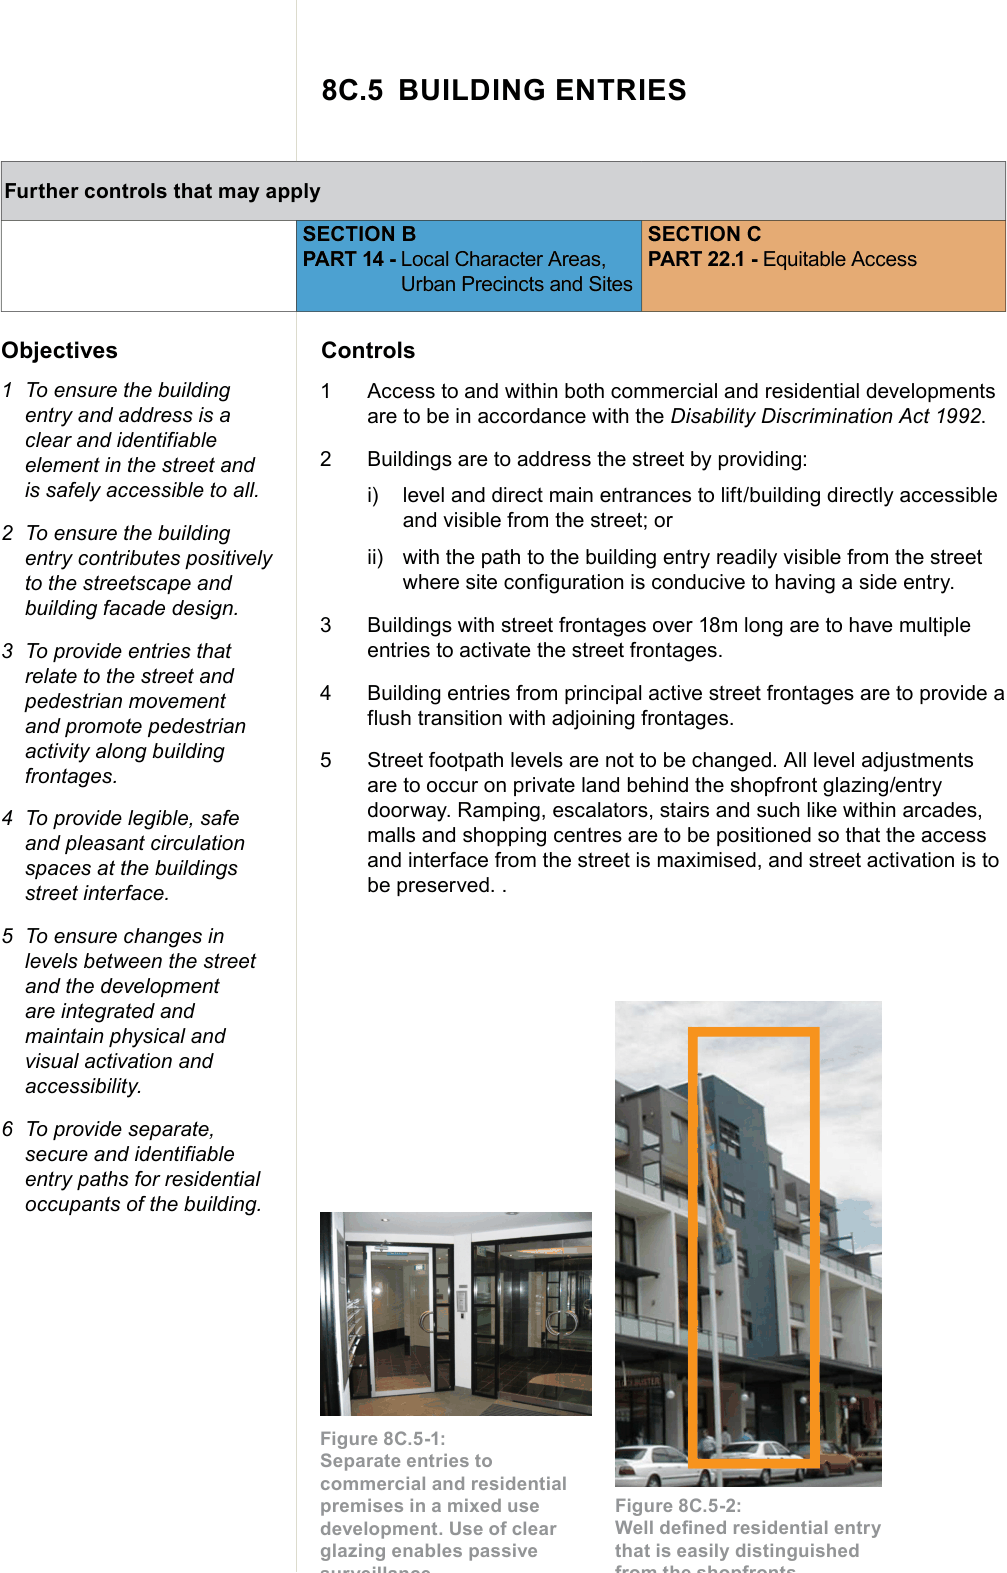 8C.5 BUILDING ENTRIES
Further controls that may apply
SECTION B
PART 14 - Local Character Areas,
Urban Precincts and Sites
SECTION C
PART 22.1 - Equitable Access
Objectives
1 To ensure the building
entry and address is a
clear and identifiable
element in the street and
is safely accessible to all.
2 To ensure the building
entry contributes positively
to the streetscape and
building facade design.
3 To provide entries that
relate to the street and
pedestrian movement
and promote pedestrian
activity along building
frontages.
4 To provide legible, safe
and pleasant circulation
spaces at the buildings
street interface.
5 To ensure changes in
levels between the street
and the development
are integrated and
maintain physical and
visual activation and
accessibility.
6 To provide separate,
secure and identifiable
entry paths for residential
occupants of the building.
Controls
1 Access to and within both commercial and residential developments
are to be in accordance with the Disability Discrimination Act 1992.
2 Buildings are to address the street by providing:
i) level and direct main entrances to lift/building directly accessible
and visible from the street; or
ii) with the path to the building entry readily visible from the street
where site configuration is conducive to having a side entry.
3 Buildings with street frontages over 18m long are to have multiple
entries to activate the street frontages.
4 Building entries from principal active street frontages are to provide a
flush transition with adjoining frontages.
5 Street footpath levels are not to be changed. All level adjustments
are to occur on private land behind the shopfront glazing/entry
doorway. Ramping, escalators, stairs and such like within arcades,
malls and shopping centres are to be positioned so that the access
and interface from the street is maximised, and street activation is to
be preserved. .
Figure 8C.5-1:
Separate entries to
commercial and residential
premises in a mixed use
development. Use of clear
glazing enables passive
surveillance
Figure 8C.5-2:
Well defined residential entry
that is easily distinguished
from the shopfronts